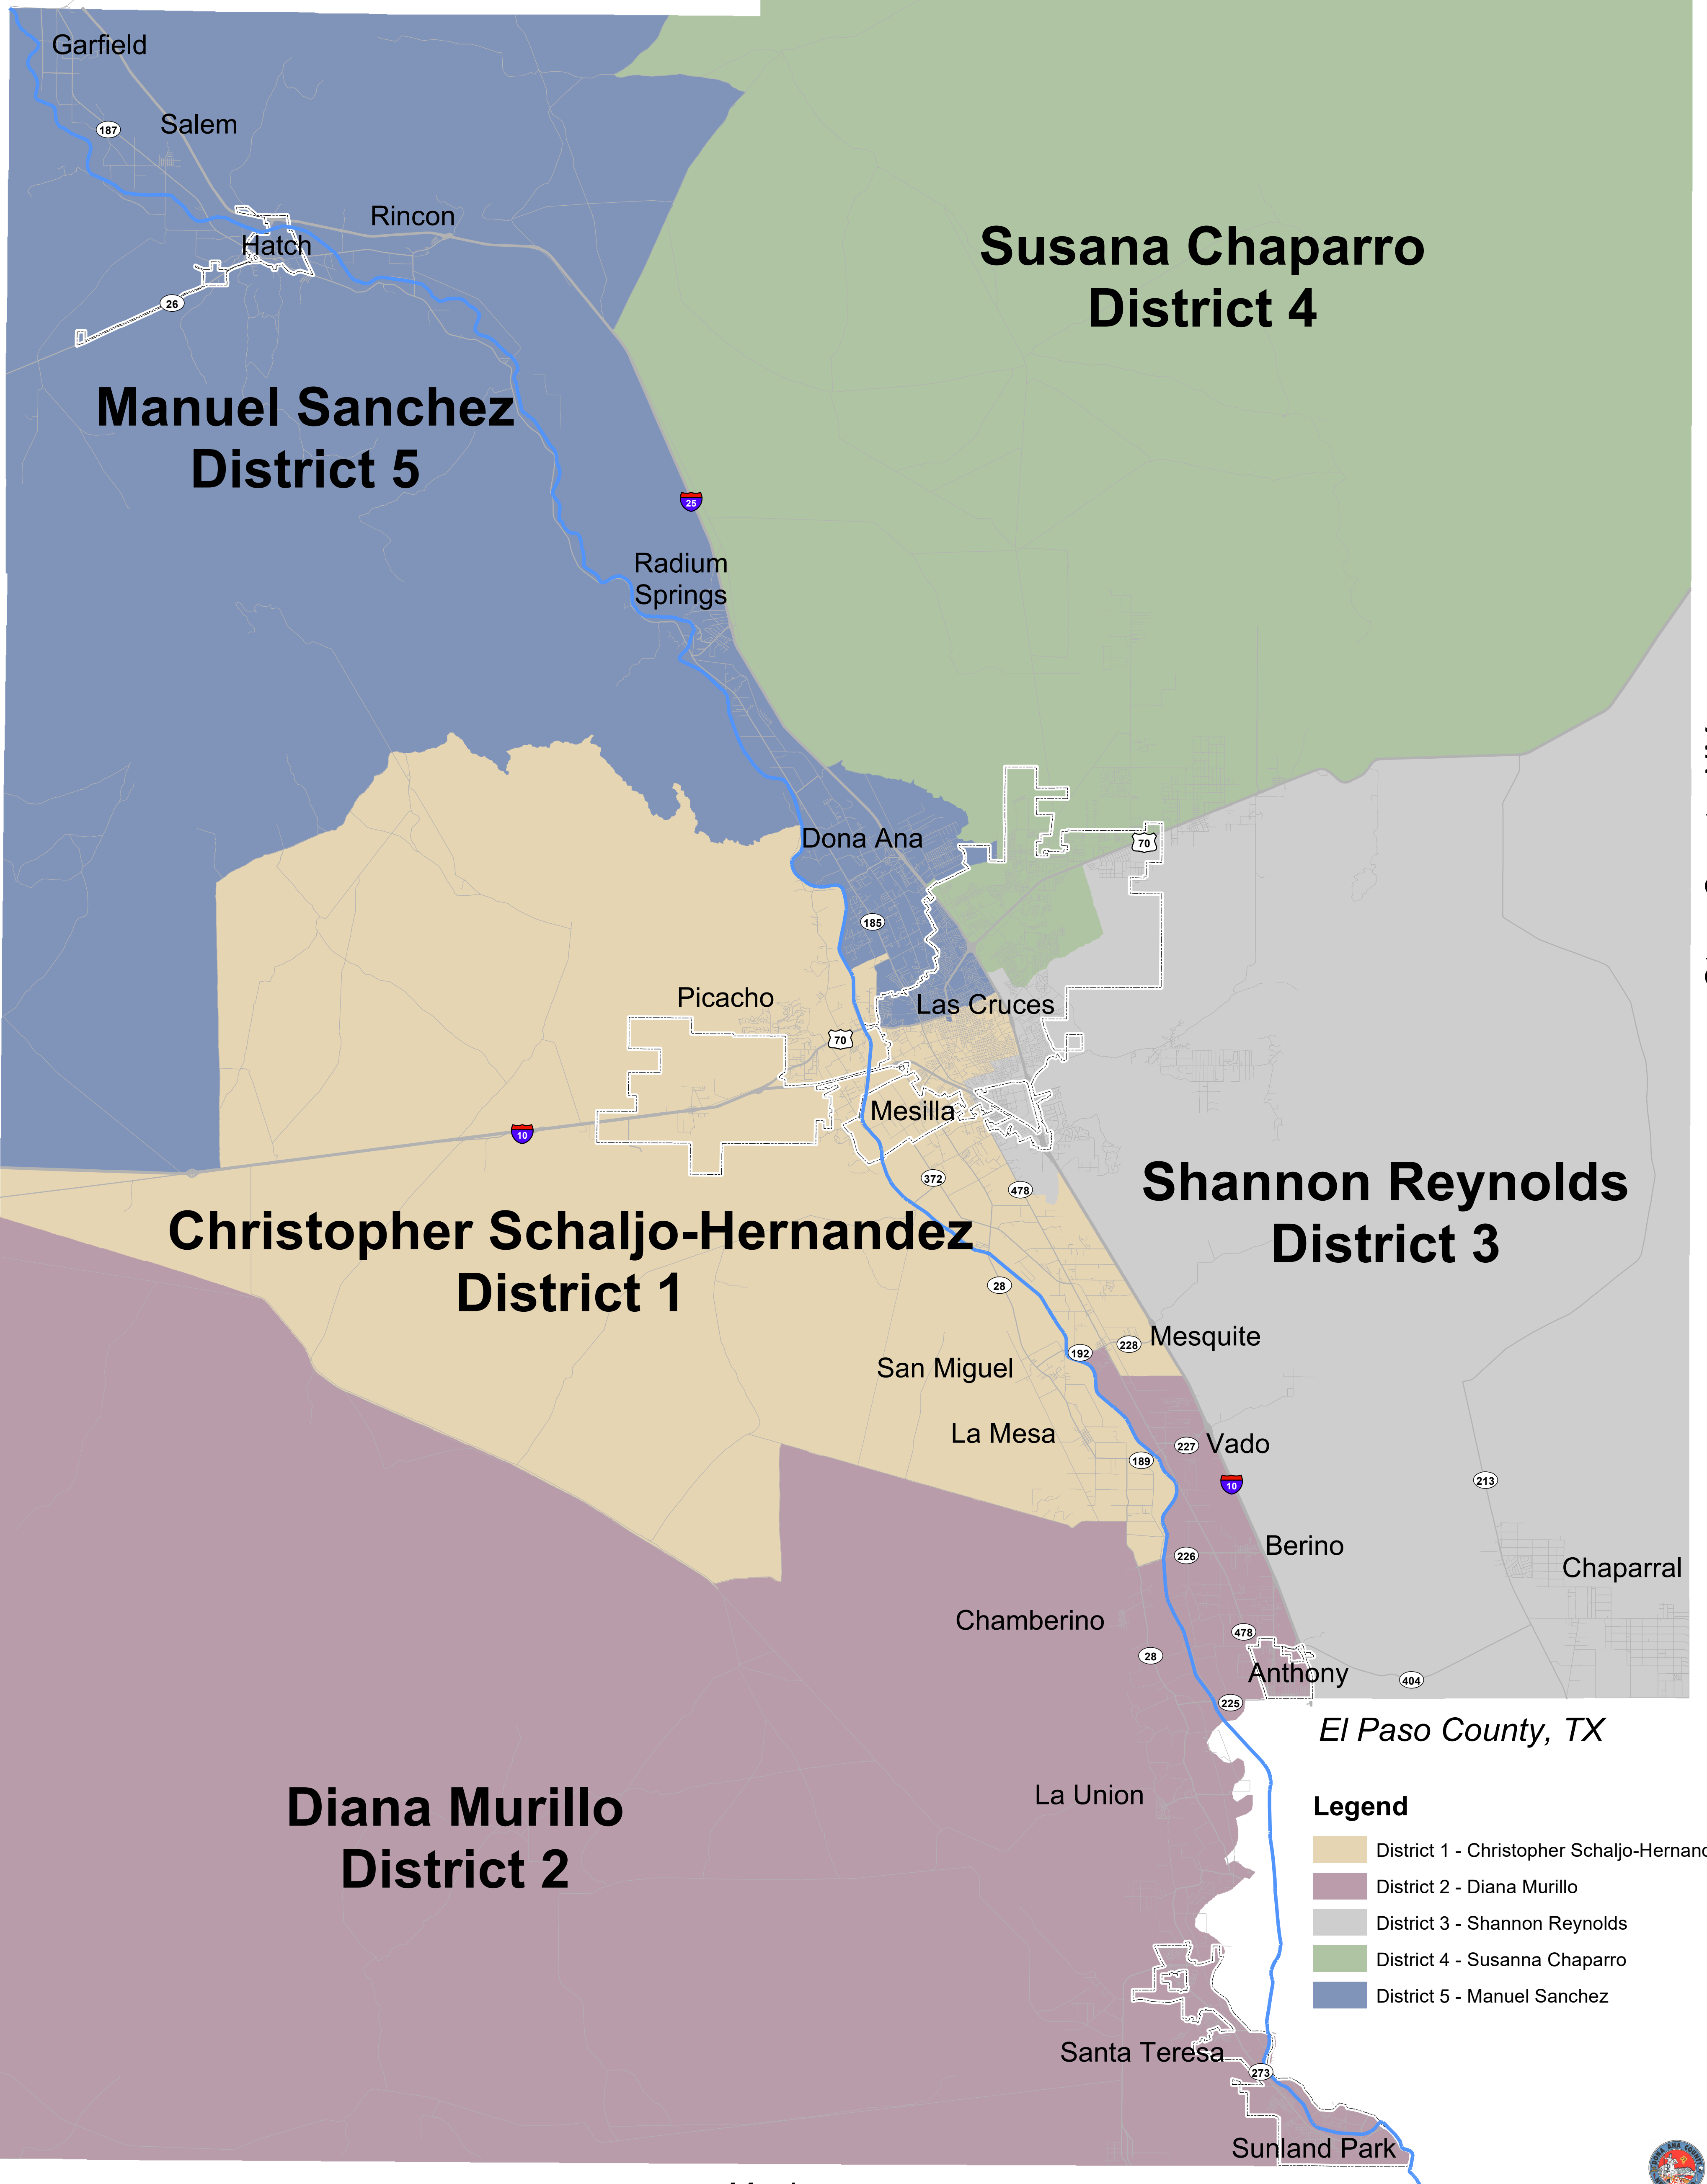 Garfield
187
Salem
Rincon
Hatch
26
Susana Chaparro
District 4
Manuel Sanchez
District 5
25
Radium
Springs
Dona Ana
70
185
Picacho
Las Cruces
70
Mesilla
10
372
478
Shannon Reynolds
District 3
Christopher Schaljo-Hernandez
District 1
28
228
Mesquite
192
San Miguel
La Mesa
227
Vado
189
10
213
Berino
226
Chaparral
Chamberino
478
28
Anthony
404
225
El Paso County, TX
La Union
Diana Murillo
District 2
Legend
District 1 - Christopher Schaljo-Hernand
District 2 - Diana Murillo
District 3 - Shannon Reynolds
District 4 - Susanna Chaparro
District 5 - Manuel Sanchez
Santa Teresa
273
Sunland Park